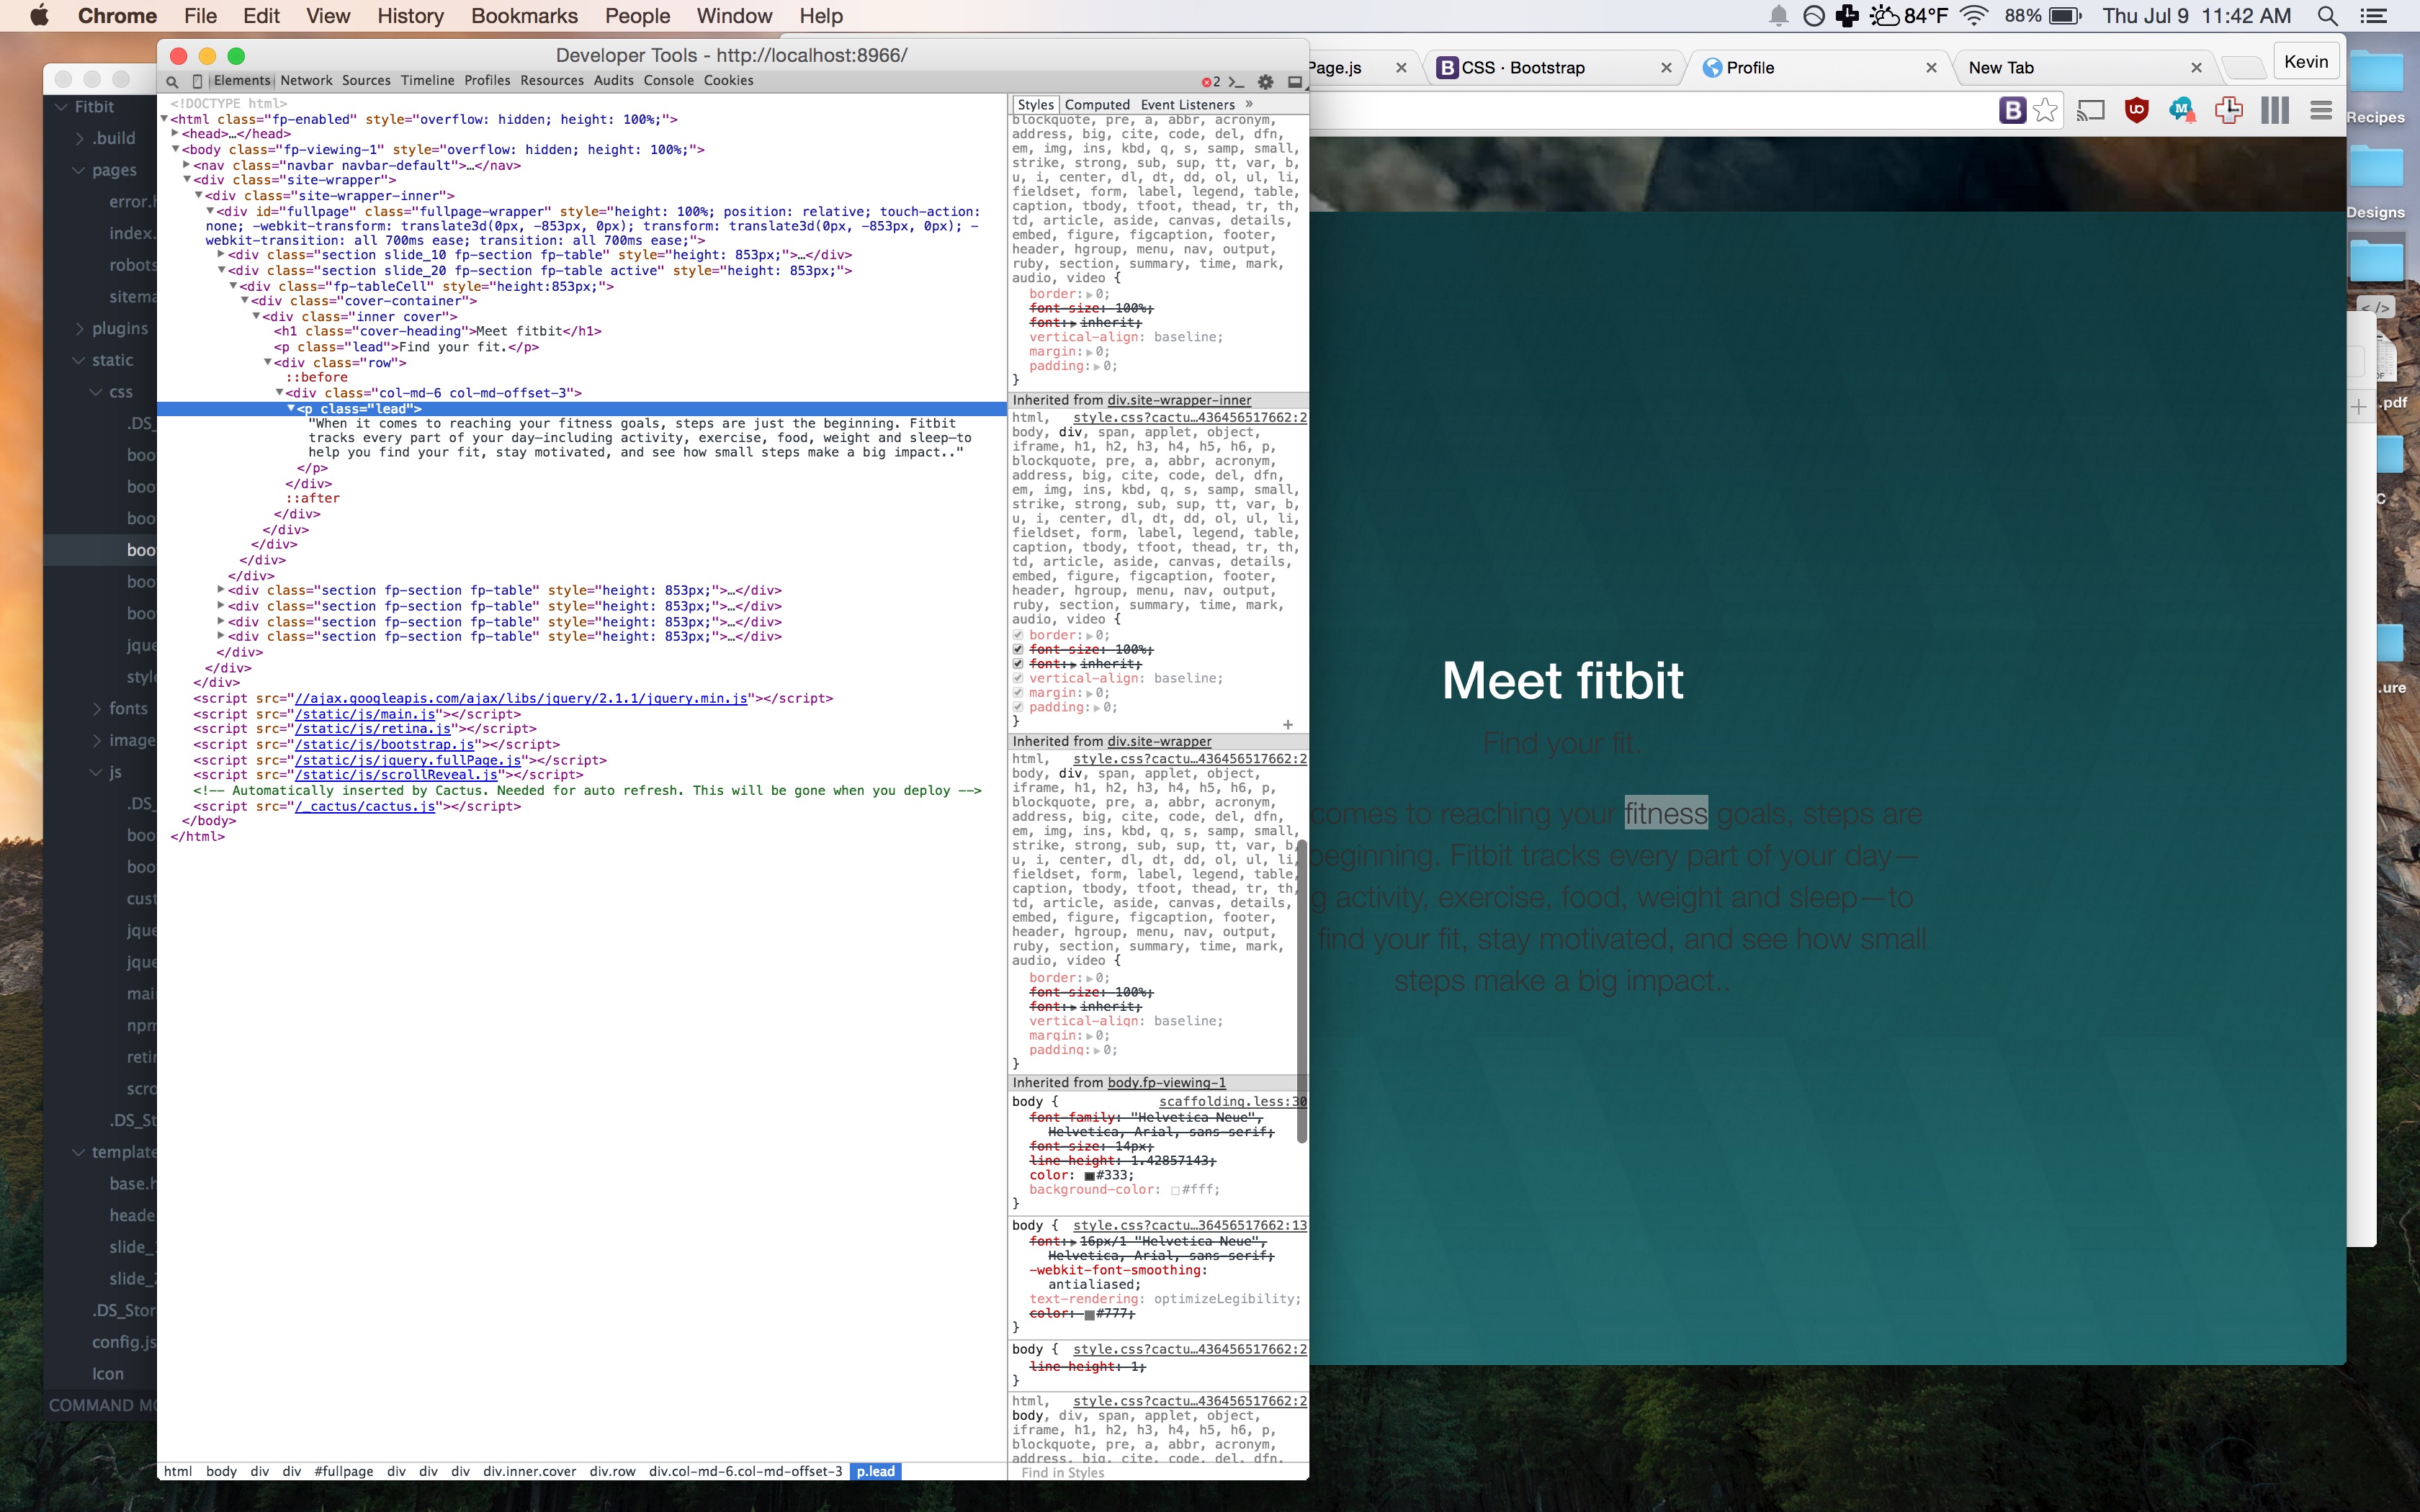 Chrome File Edit View History Bookmarks People Window Help
84°F 88% Thu Jul 9 11:42 AM
Developer Tools - http://localhost:8966/
Page.js
CSS · Bootstrap
Profile
New Tab
Kevin
Elements Network Sources Timeline Profiles Resources Audits Console Cookies
2
Fitbit
.build
pages
plugins
static
css
fonts
js
base.h
config.js
Icon
<!DOCTYPE html>
<html class="fp-enabled" style="overflow: hidden; height: 100%;">
<head>…</head>
<body class="fp-viewing-1" style="overflow: hidden; height: 100%;">
<nav class="navbar navbar-default">…</nav>
<div class="site-wrapper">
<div class="site-wrapper-inner">
<div id="fullpage" class="fullpage-wrapper" style="height: 100%; position: relative; touch-action:
none; -webkit-transform: translate3d(0px, -853px, 0px); transform: translate3d(0px, -853px, 0px); -
webkit-transition: all 700ms ease; transition: all 700ms ease;">
<div class="section slide_10 fp-section fp-table" style="height: 853px;">…</div>
<div class="section slide_20 fp-section fp-table active" style="height: 853px;">
<div class="fp-tableCell" style="height:853px;">
<div class="cover-container">
<div class="inner cover">
<h1 class="cover-heading">Meet fitbit</h1>
<p class="lead">Find your fit.</p>
<div class="row">
::before
<div class="col-md-6 col-md-offset-3">
<p class="lead">
"When it comes to reaching your fitness goals, steps are just the beginning. Fitbit
tracks every part of your day—including activity, exercise, food, weight and sleep—to
help you find your fit, stay motivated, and see how small steps make a big impact.."
</p>
</div>
::after
</div>
</div>
</div>
</div>
</div>
<div class="section fp-section fp-table" style="height: 853px;">…</div>
<div class="section fp-section fp-table" style="height: 853px;">…</div>
<div class="section fp-section fp-table" style="height: 853px;">…</div>
<div class="section fp-section fp-table" style="height: 853px;">…</div>
</div>
</div>
</div>
<script src="//ajax.googleapis.com/ajax/libs/jquery/2.1.1/jquery.min.js"></script>
<script src="/static/js/main.js"></script>
<script src="/static/js/retina.js"></script>
<script src="/static/js/bootstrap.js"></script>
<script src="/static/js/jquery.fullPage.js"></script>
<script src="/static/js/scrollReveal.js"></script>
<!-- Automatically inserted by Cactus. Needed for auto refresh. This will be gone when you deploy -->
<script src="/_cactus/cactus.js"></script>
</body>
</html>
html body div div #fullpage div div div div.inner.cover div.row div.col-md-6.col-md-offset-3 p.lead
Styles Computed Event Listeners »
blockquote, pre, a, abbr, acronym,
address, big, cite, code, del, dfn,
em, img, ins, kbd, q, s, samp, small,
strike, strong, sub, sup, tt, var, b,
u, i, center, dl, dt, dd, ol, ul, li,
fieldset, form, label, legend, table,
caption, tbody, tfoot, thead, tr, th,
td, article, aside, canvas, details,
embed, figure, figcaption, footer,
header, hgroup, menu, nav, output,
ruby, section, summary, time, mark,
audio, video {
border: 0;
font-size: 100%;
font: inherit;
vertical-align: baseline;
margin: 0;
padding: 0;
}
Inherited from div.site-wrapper-inner
html, style.css?cactu…436456517662:2
body, div, span, applet, object,
iframe, h1, h2, h3, h4, h5, h6, p,
blockquote, pre, a, abbr, acronym,
address, big, cite, code, del, dfn,
em, img, ins, kbd, q, s, samp, small,
strike, strong, sub, sup, tt, var, b,
u, i, center, dl, dt, dd, ol, ul, li,
fieldset, form, label, legend, table,
caption, tbody, tfoot, thead, tr, th,
td, article, aside, canvas, details,
embed, figure, figcaption, footer,
header, hgroup, menu, nav, output,
ruby, section, summary, time, mark,
audio, video {
border: 0;
font-size: 100%;
font: inherit;
vertical-align: baseline;
margin: 0;
padding: 0;
}
Inherited from div.site-wrapper
html, style.css?cactu…436456517662:2
body, div, span, applet, object,
iframe, h1, h2, h3, h4, h5, h6, p,
blockquote, pre, a, abbr, acronym,
address, big, cite, code, del, dfn,
em, img, ins, kbd, q, s, samp, small,
strike, strong, sub, sup, tt, var, b,
u, i, center, dl, dt, dd, ol, ul, li,
fieldset, form, label, legend, table,
caption, tbody, tfoot, thead, tr, th,
td, article, aside, canvas, details,
embed, figure, figcaption, footer,
header, hgroup, menu, nav, output,
ruby, section, summary, time, mark,
audio, video {
border: 0;
font-size: 100%;
font: inherit;
vertical-align: baseline;
margin: 0;
padding: 0;
}
Inherited from body.fp-viewing-1
body { scaffolding.less:30
font-family: "Helvetica Neue",
Helvetica, Arial, sans-serif;
font-size: 14px;
line-height: 1.42857143;
color: #333;
background-color: #fff;
}
body { style.css?cactu…36456517662:13
font: 16px/1 "Helvetica Neue",
Helvetica, Arial, sans-serif;
-webkit-font-smoothing:
antialiased;
text-rendering: optimizeLegibility;
color: #777;
}
body { style.css?cactu…436456517662:2
line-height: 1;
}
html, style.css?cactu…436456517662:2
body, div, span, applet, object,
iframe, h1, h2, h3, h4, h5, h6, p,
blockquote, pre, a, abbr, acronym,
address, big, cite, code, del, dfn,
Find in Styles
Meet fitbit
Find your fit.
comes to reaching your fitness goals, steps are
beginning. Fitbit tracks every part of your day—
g activity, exercise, food, weight and sleep—to
find your fit, stay motivated, and see how small
steps make a big impact..
Recipes
Designs
.pdf
.ure